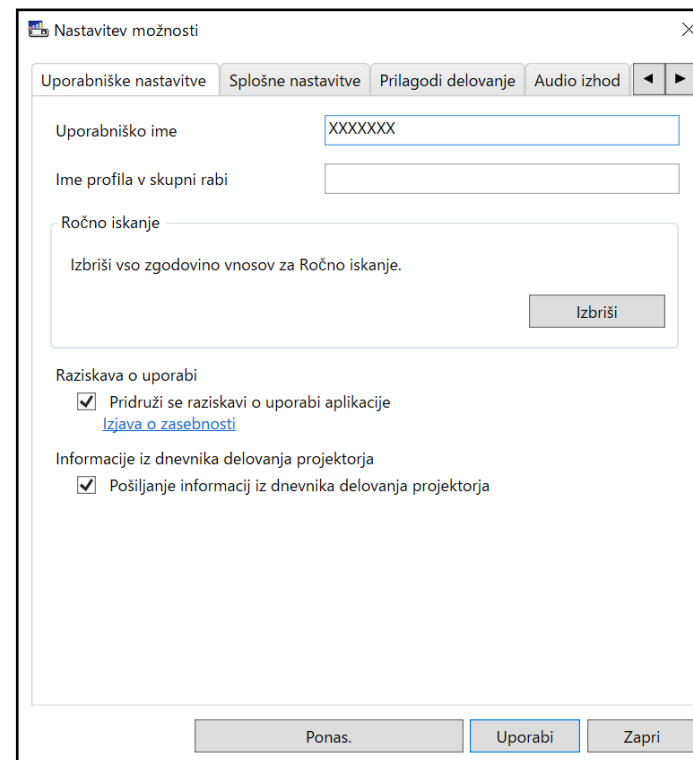 Nastavitev možnosti
Uporabniške nastavitve Splošne nastavitve Prilagodi delovanje Audio izhod
Uporabniško ime XXXXXXX
Ime profila v skupni rabi
Ročno iskanje
Izbriši vso zgodovino vnosov za Ročno iskanje.
Izbriši
Raziskava o uporabi
Pridruži se raziskavi o uporabi aplikacije
Izjava o zasebnosti
Informacije iz dnevnika delovanja projektorja
Pošiljanje informacij iz dnevnika delovanja projektorja
Ponas. Uporabi Zapri